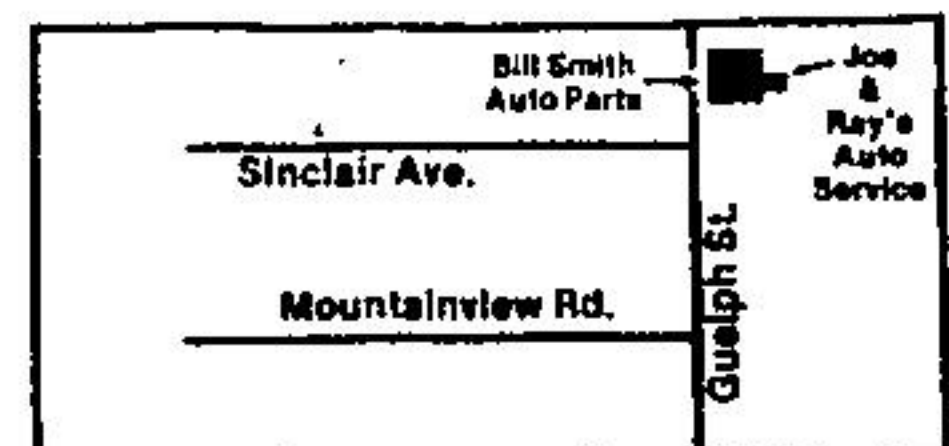 Bill Smith
Auto Parts
Joe
&
Ray's
Auto
Service
Sinclair Ave.
Guelph St.
Mountainview Rd.